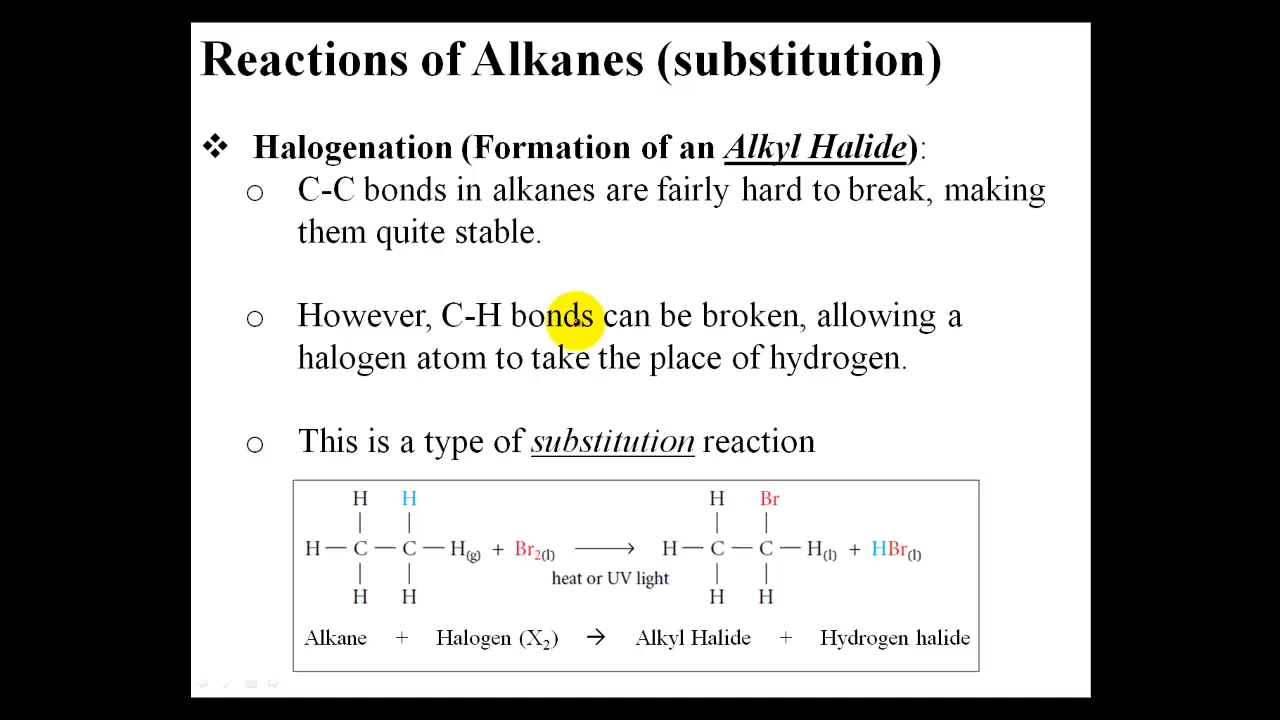 Reactions of Alkanes (substitution)
❖ Halogenation (Formation of an Alkyl Halide):
o C-C bonds in alkanes are fairly hard to break, making
them quite stable.
o However, C-H bonds can be broken, allowing a
halogen atom to take the place of hydrogen.
o This is a type of substitution reaction
H H H Br
| | | |
H — C — C — H(g) + Br2(l) ⟶ H — C — C — H(l) + HBr(l)
heat or UV light
| | | |
H H H H
Alkane + Halogen (X2) → Alkyl Halide + Hydrogen halide